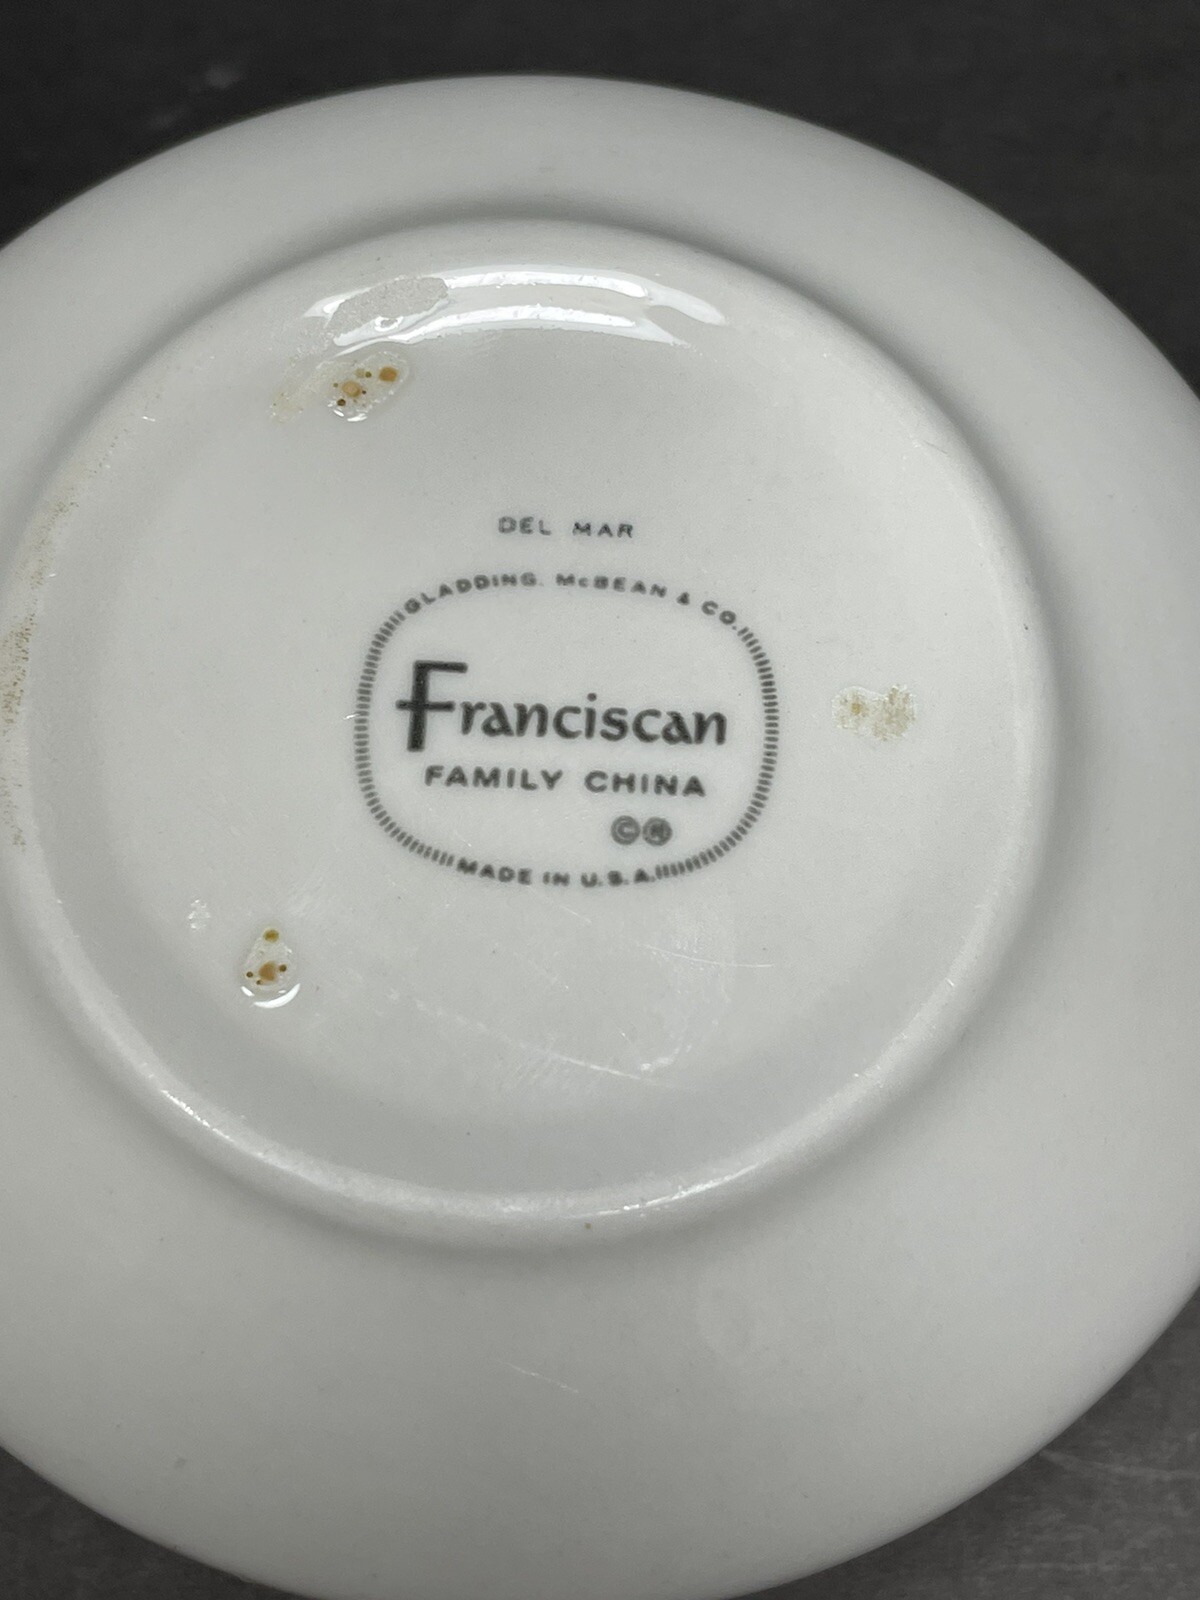 DEL MAR
GLADDING. McBEAN & CO.
Franciscan
FAMILY CHINA
©®
MADE IN U.S.A.